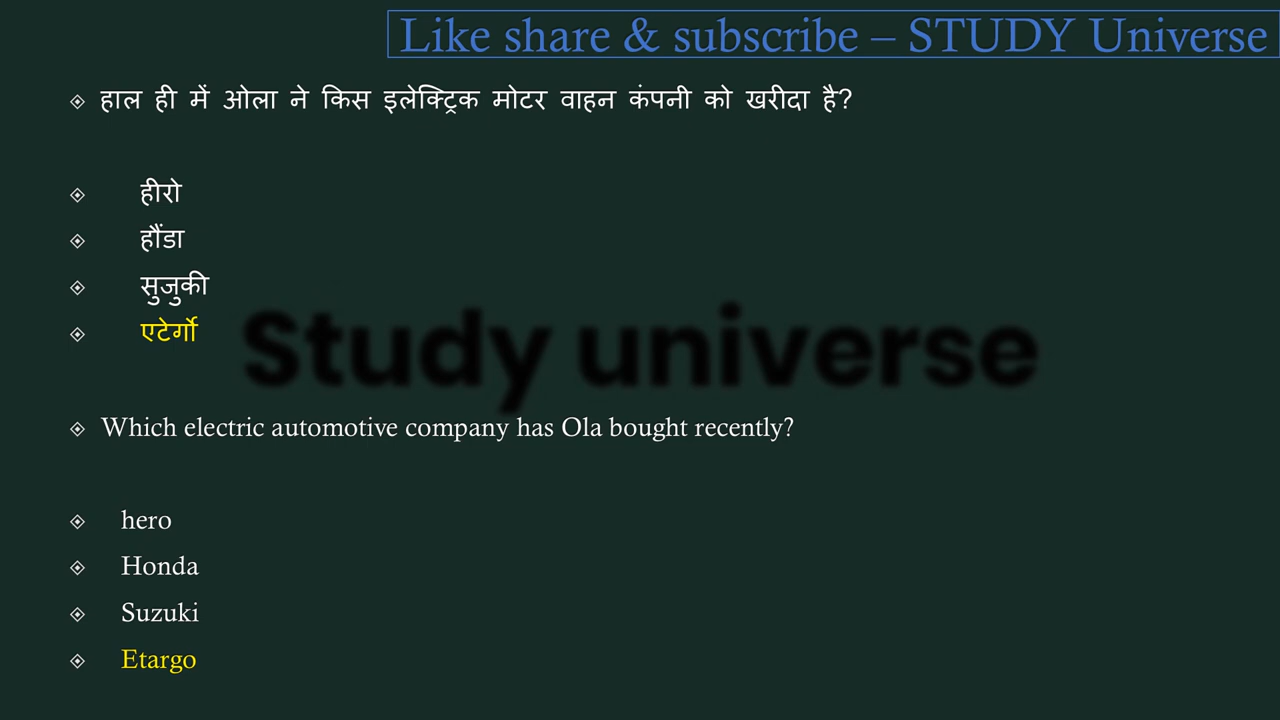 Like share & subscribe – STUDY Universe
हाल ही में ओला ने किस इलेक्ट्रिक मोटर वाहन कंपनी को खरीदा है?
हीरो
हौंडा
सुजुकी
एटेर्गो
Study universe
Which electric automotive company has Ola bought recently?
hero
Honda
Suzuki
Etargo